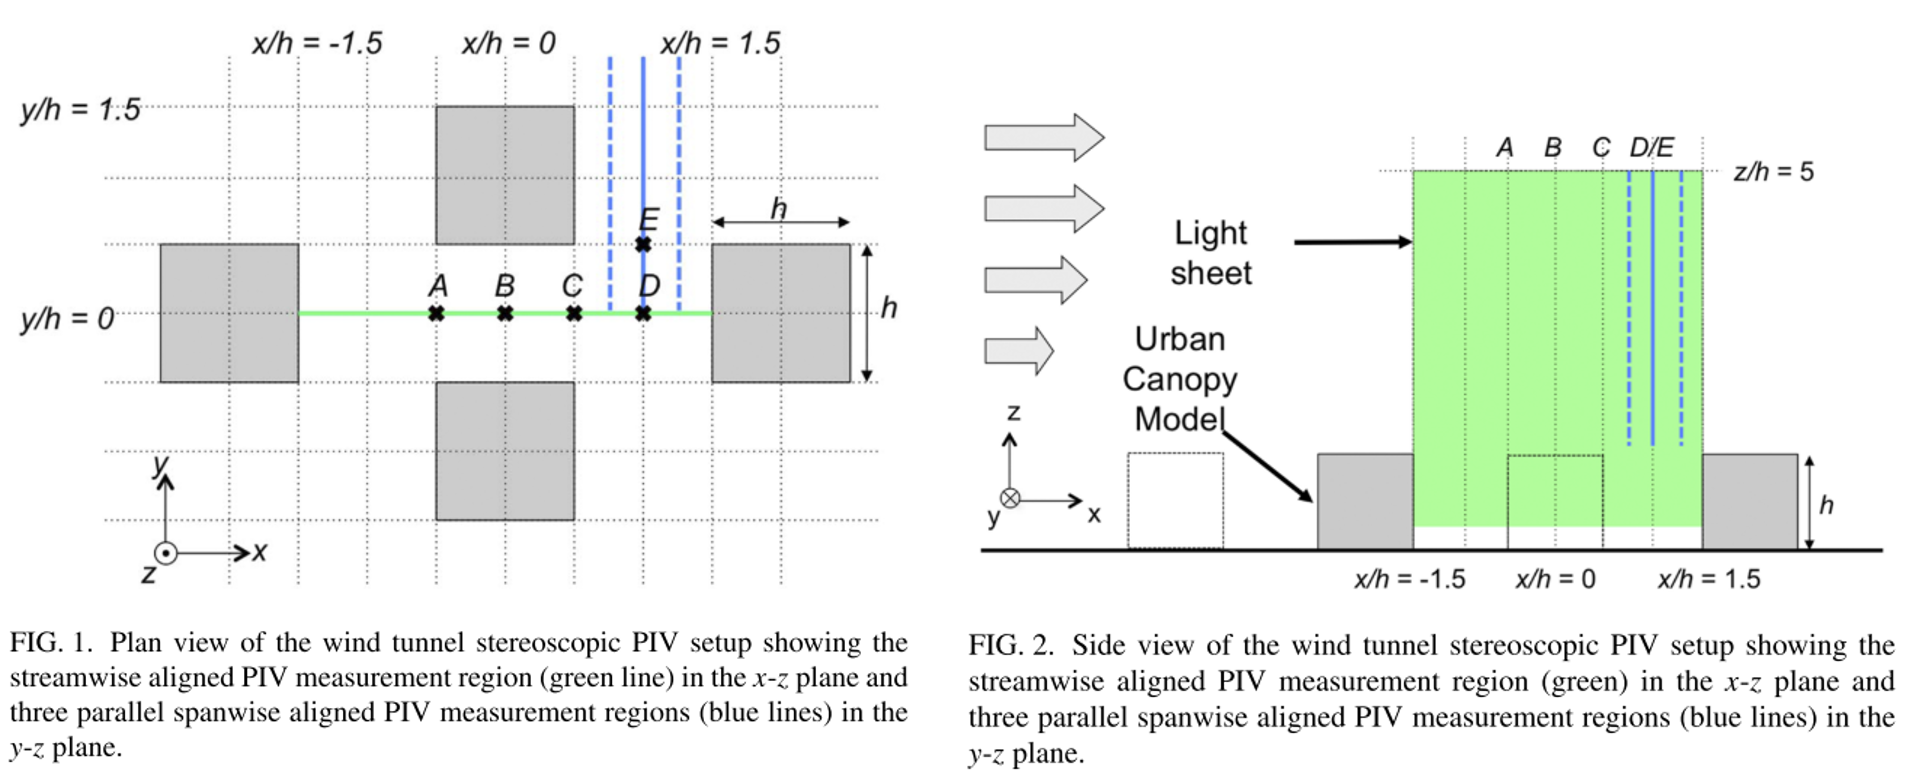 x/h = -1.5
x/h = 0
x/h = 1.5
y/h = 1.5
E
h
A
B
C
D
y/h = 0
h
y
x
z
FIG. 1. Plan view of the wind tunnel stereoscopic PIV setup showing the
streamwise aligned PIV measurement region (green line) in the x-z plane and
three parallel spanwise aligned PIV measurement regions (blue lines) in the
y-z plane.
A
B
C
D/E
z/h = 5
Light
sheet
Urban
Canopy
Model
z
y
x
h
x/h = -1.5
x/h = 0
x/h = 1.5
FIG. 2. Side view of the wind tunnel stereoscopic PIV setup showing the
streamwise aligned PIV measurement region (green) in the x-z plane and
three parallel spanwise aligned PIV measurement regions (blue lines) in the
y-z plane.